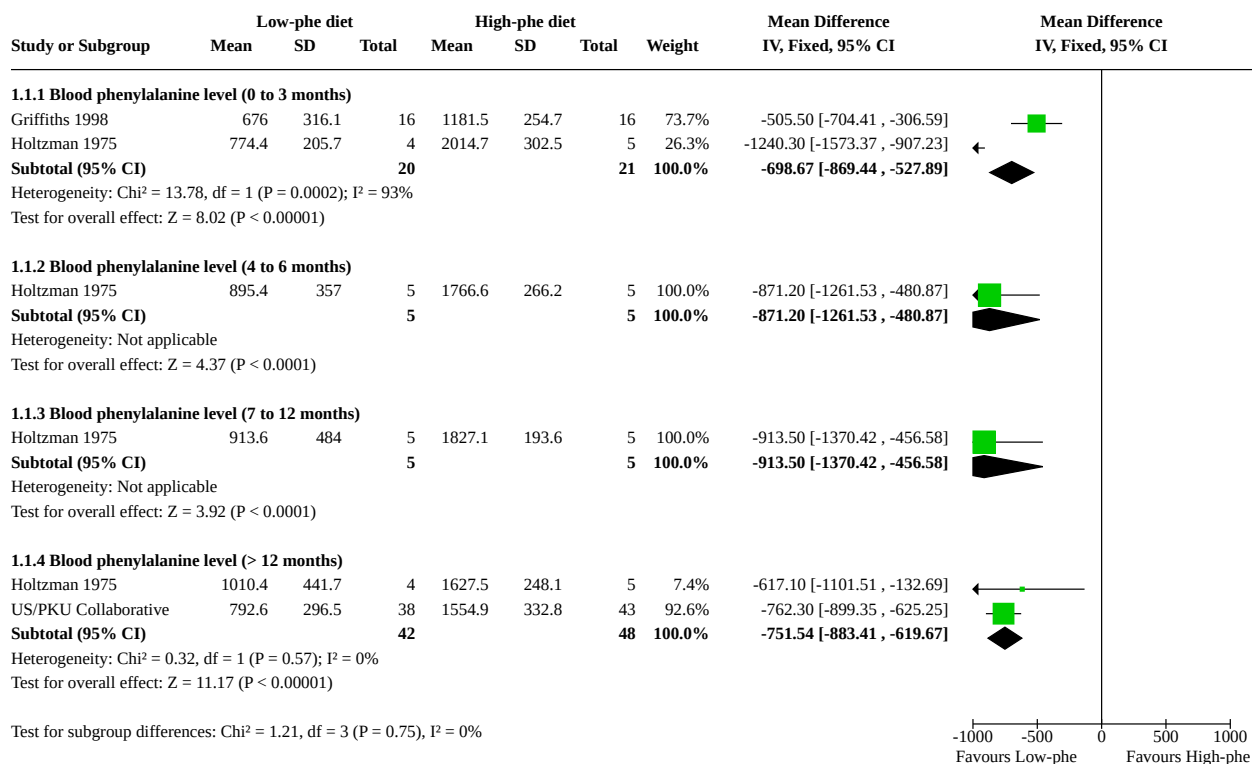 Low-phe diet High-phe diet Mean Difference Mean Difference
Study or Subgroup Mean SD Total Mean SD Total Weight IV, Fixed, 95% CI IV, Fixed, 95% CI
1.1.1 Blood phenylalanine level (0 to 3 months)
Griffiths 1998 676 316.1 16 1181.5 254.7 16 73.7% -505.50 [-704.41 , -306.59]
Holtzman 1975 774.4 205.7 4 2014.7 302.5 5 26.3% -1240.30 [-1573.37 , -907.23]
Subtotal (95% CI) 20 21 100.0% -698.67 [-869.44 , -527.89]
Heterogeneity: Chi² = 13.78, df = 1 (P = 0.0002); I² = 93%
Test for overall effect: Z = 8.02 (P < 0.00001)
1.1.2 Blood phenylalanine level (4 to 6 months)
Holtzman 1975 895.4 357 5 1766.6 266.2 5 100.0% -871.20 [-1261.53 , -480.87]
Subtotal (95% CI) 5 5 100.0% -871.20 [-1261.53 , -480.87]
Heterogeneity: Not applicable
Test for overall effect: Z = 4.37 (P < 0.0001)
1.1.3 Blood phenylalanine level (7 to 12 months)
Holtzman 1975 913.6 484 5 1827.1 193.6 5 100.0% -913.50 [-1370.42 , -456.58]
Subtotal (95% CI) 5 5 100.0% -913.50 [-1370.42 , -456.58]
Heterogeneity: Not applicable
Test for overall effect: Z = 3.92 (P < 0.0001)
1.1.4 Blood phenylalanine level (> 12 months)
Holtzman 1975 1010.4 441.7 4 1627.5 248.1 5 7.4% -617.10 [-1101.51 , -132.69]
US/PKU Collaborative 792.6 296.5 38 1554.9 332.8 43 92.6% -762.30 [-899.35 , -625.25]
Subtotal (95% CI) 42 48 100.0% -751.54 [-883.41 , -619.67]
Heterogeneity: Chi² = 0.32, df = 1 (P = 0.57); I² = 0%
Test for overall effect: Z = 11.17 (P < 0.00001)
Test for subgroup differences: Chi² = 1.21, df = 3 (P = 0.75), I² = 0%
-1000 -500 0 500 1000
Favours Low-phe Favours High-phe